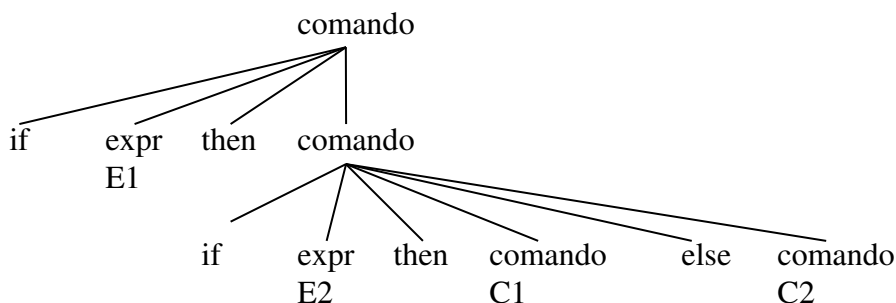 comando
if expr then comando
E1
if expr then comando else comando
E2 C1 C2